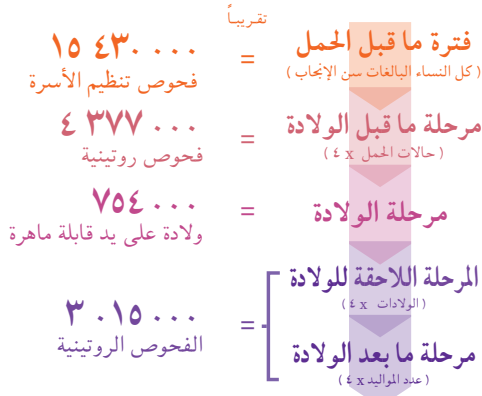 تقريباً
فترة ما قبل الحمل = ١٥ ٤٣٠ ٠٠٠
(كل النساء البالغات سن الإنجاب) فحوص تنظيم الأسرة
مرحلة ما قبل الولادة = ٤ ٣٧٧ ٠٠٠
(حالات الحمل x ٤) فحوص روتينية
مرحلة الولادة = ٧٥٤ ٠٠٠
ولادة على يد قابلة ماهرة
المرحلة اللاحقة للولادة
(الولادات x ٤)
= ٣ ٠١٥ ٠٠٠
الفحوص الروتينية
مرحلة ما بعد الولادة
(عدد المواليد x ٤)